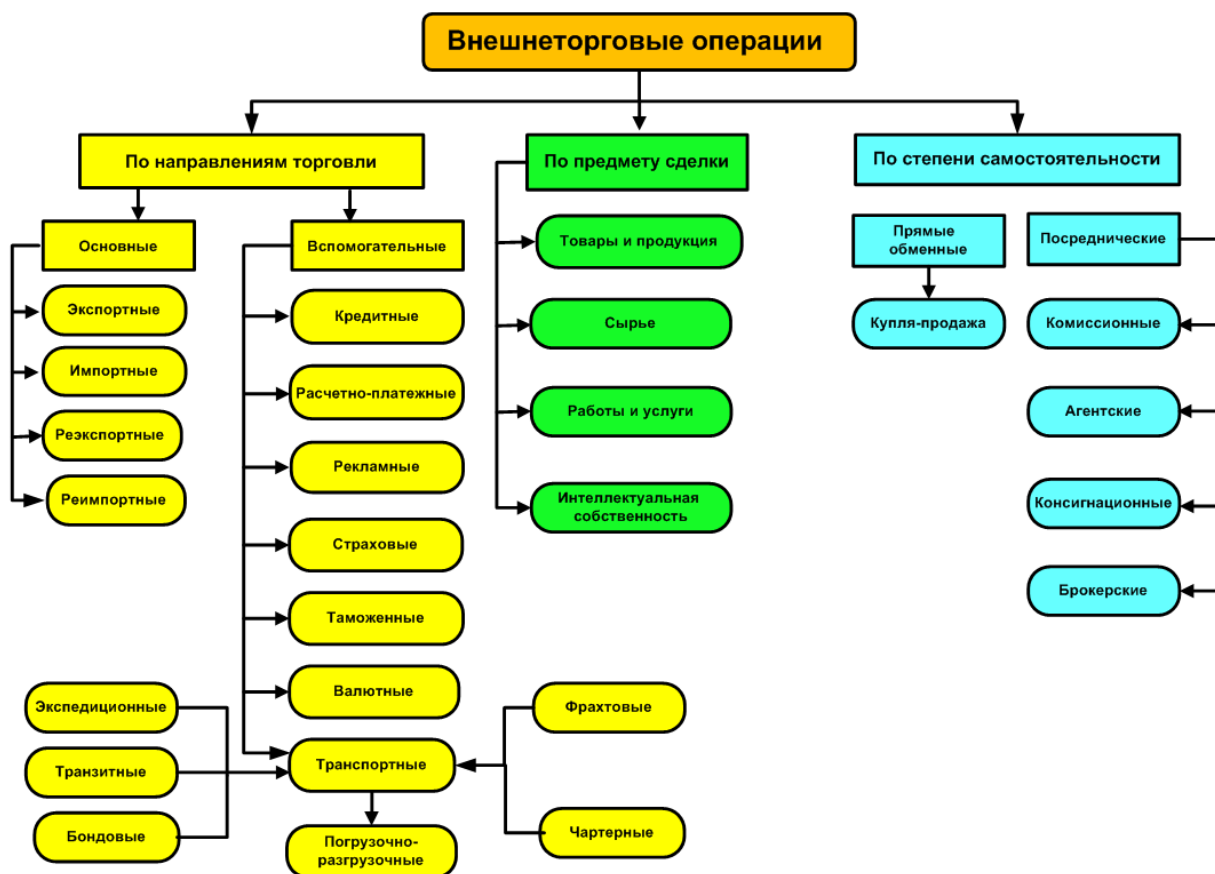 Внешнеторговые операции
По направлениям торговли
По предмету сделки
По степени самостоятельности
Основные
Экспортные
Импортные
Реэкспортные
Реимпортные
Вспомогательные
Кредитные
Расчетно-платежные
Рекламные
Страховые
Таможенные
Валютные
Транспортные
Экспедиционные
Транзитные
Бондовые
Погрузочно-
разгрузочные
Фрахтовые
Чартерные
Товары и продукция
Сырье
Работы и услуги
Интеллектуальная
собственность
Прямые
обменные
Купля-продажа
Посреднические
Комиссионные
Агентские
Консигнационные
Брокерские